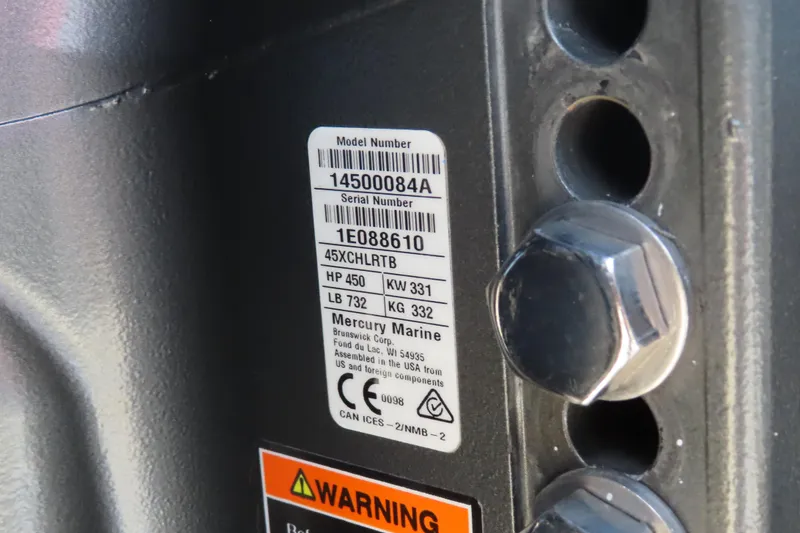 Model Number
14500084A
Serial Number
1E088610
45XCHLRTB
HP 450 KW 331
LB 732 KG 332
Mercury Marine
Brunswick Corp.
Fond du Lac, WI 54935
Assembled in the USA from
US and foreign components
CE 0098
CAN ICES-2/NMB-2
WARNING